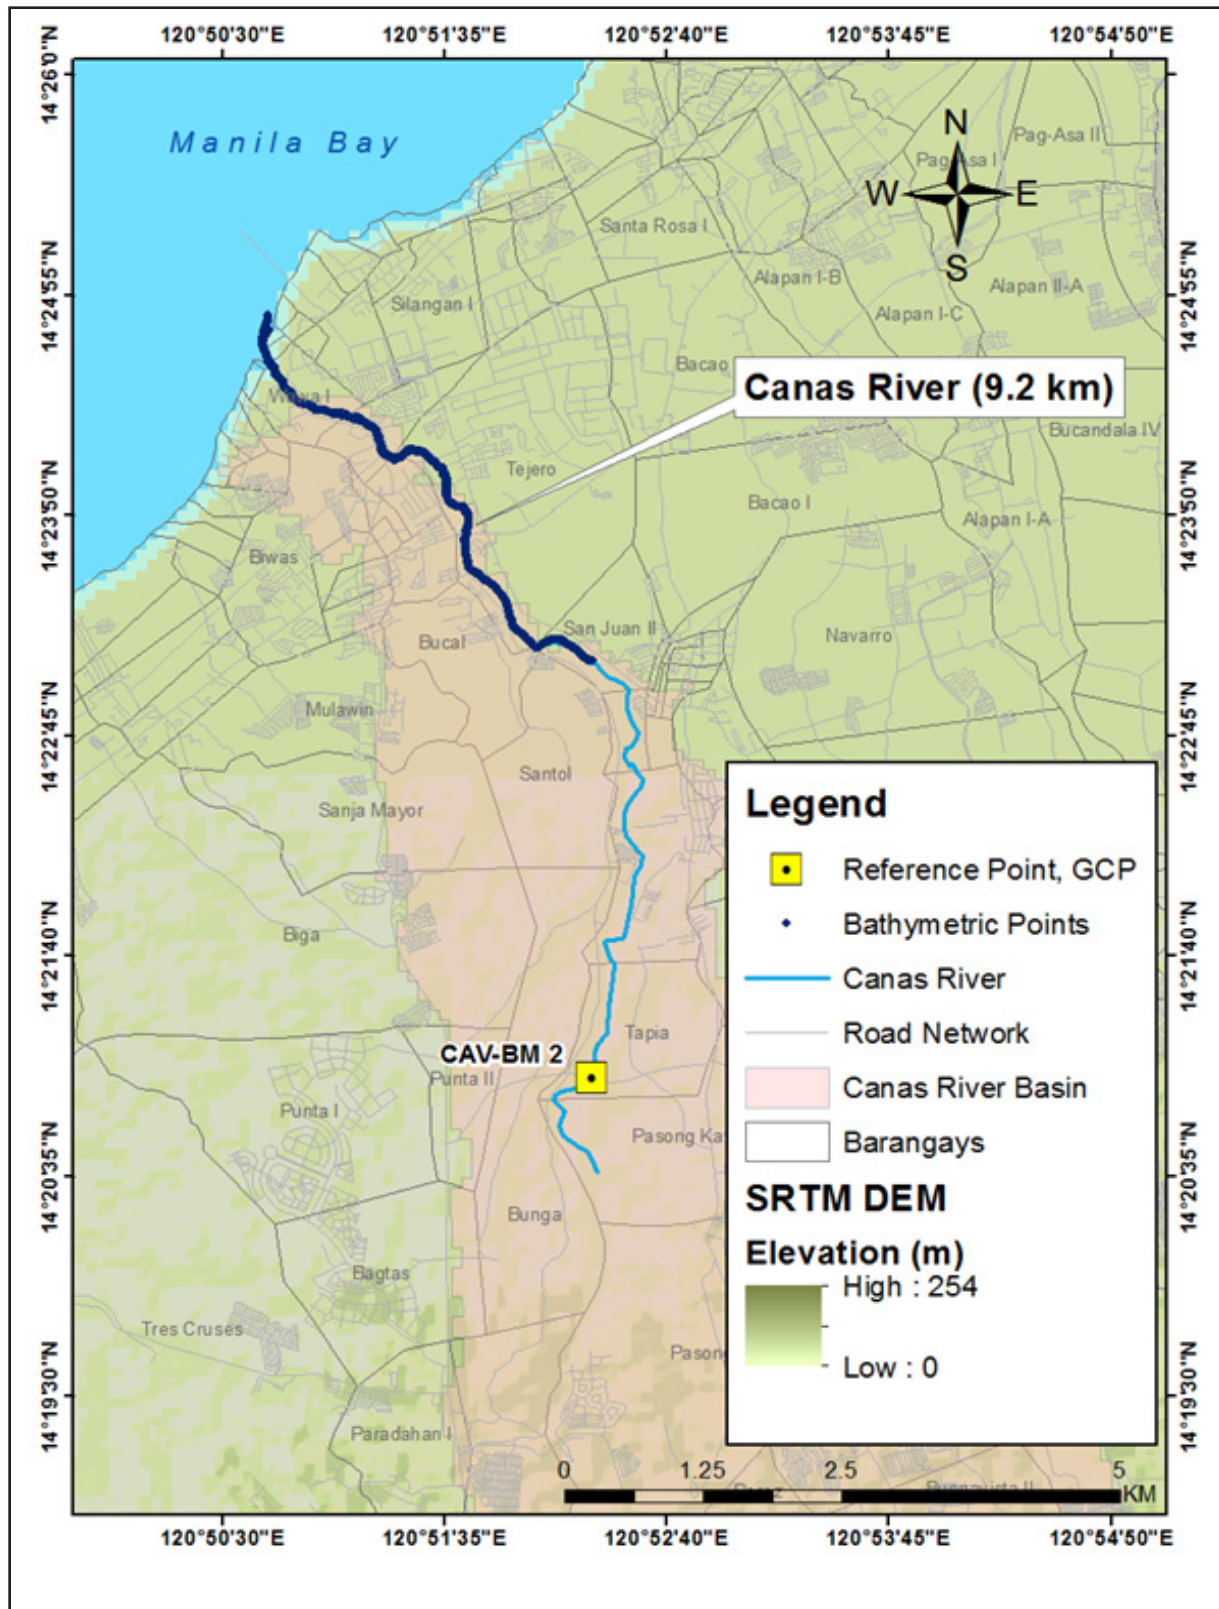 120°50'30"E 120°51'35"E 120°52'40"E 120°53'45"E 120°54'50"E
14°26'0"N
14°26'0"N
Manila Bay
N
W E
S
Pag-Asa II
Pag-Asa I
Santa Rosa I
Alapan I-B
Alapan II-A
14°24'55"N
14°24'55"N
Silangan I
Alapan I-C
Bacao
Canas River (9.2 km)
Wawa I
Bucandala IV
Tejero
Bacao I
14°23'50"N
14°23'50"N
Alapan I-A
Biwas
San Juan II
Navarro
Bucal
Mulawin
14°22'45"N
14°22'45"N
Santol
Sanja Mayor
Biga
14°21'40"N
14°21'40"N
Tapia
CAV-BM 2
Punta II
Punta I
Pasong Ka
14°20'35"N
14°20'35"N
Bunga
Bagtas
Tres Cruses
Pasong
14°19'30"N
14°19'30"N
Paradahan I
Legend
Reference Point, GCP
Bathymetric Points
Canas River
Road Network
Canas River Basin
Barangays
SRTM DEM
Elevation (m)
High : 254
Low : 0
0 1.25 2.5 5
KM
Buenavista II
120°50'30"E 120°51'35"E 120°52'40"E 120°53'45"E 120°54'50"E